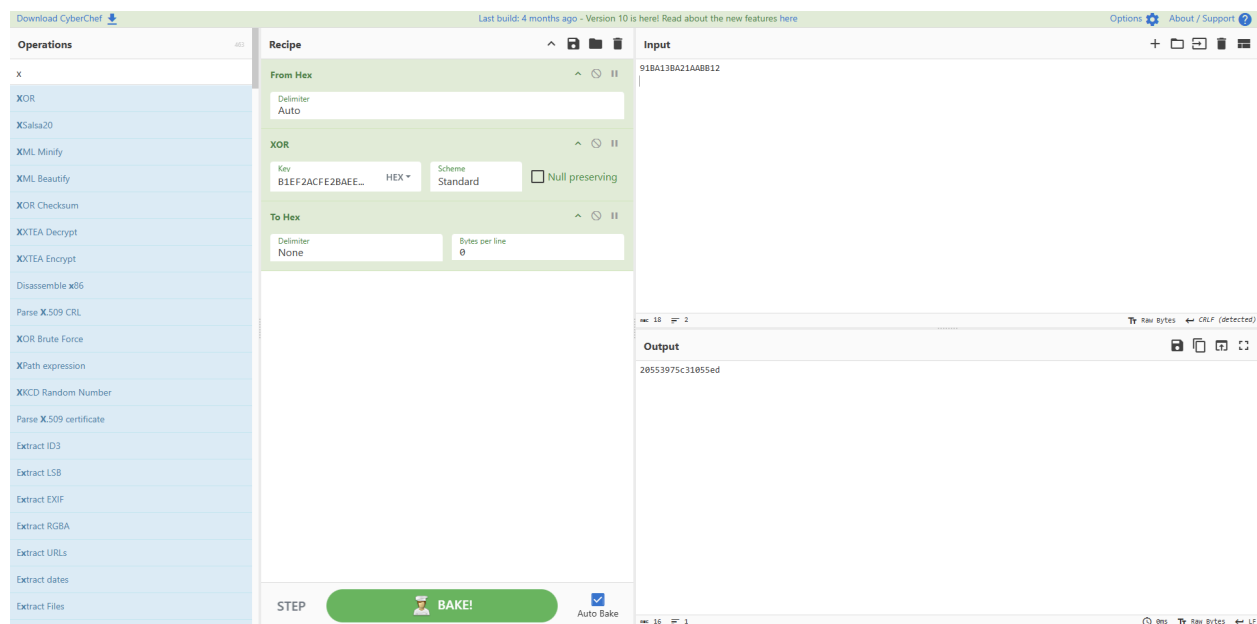 Download CyberChef
Last build: 4 months ago - Version 10 is here! Read about the new features here
Options
About / Support
Operations
Recipe
Input
x
XOR
XSalsa20
XML Minify
XML Beautify
XOR Checksum
XXTEA Decrypt
XXTEA Encrypt
Disassemble x86
Parse X.509 CRL
XOR Brute Force
XPath expression
XKCD Random Number
Parse X.509 certificate
Extract ID3
Extract LSB
Extract EXIF
Extract RGBA
Extract URLs
Extract dates
Extract Files
From Hex
Delimiter
Auto
XOR
Key
B1EF2ACFE2BAEE…
HEX
Scheme
Standard
Null preserving
To Hex
Delimiter
None
Bytes per line
0
STEP
BAKE!
Auto Bake
91BA13BA21AABB12
18 2
Raw Bytes
CRLF (detected)
Output
20553975c31055ed
16 1
0ms
Raw Bytes
LF